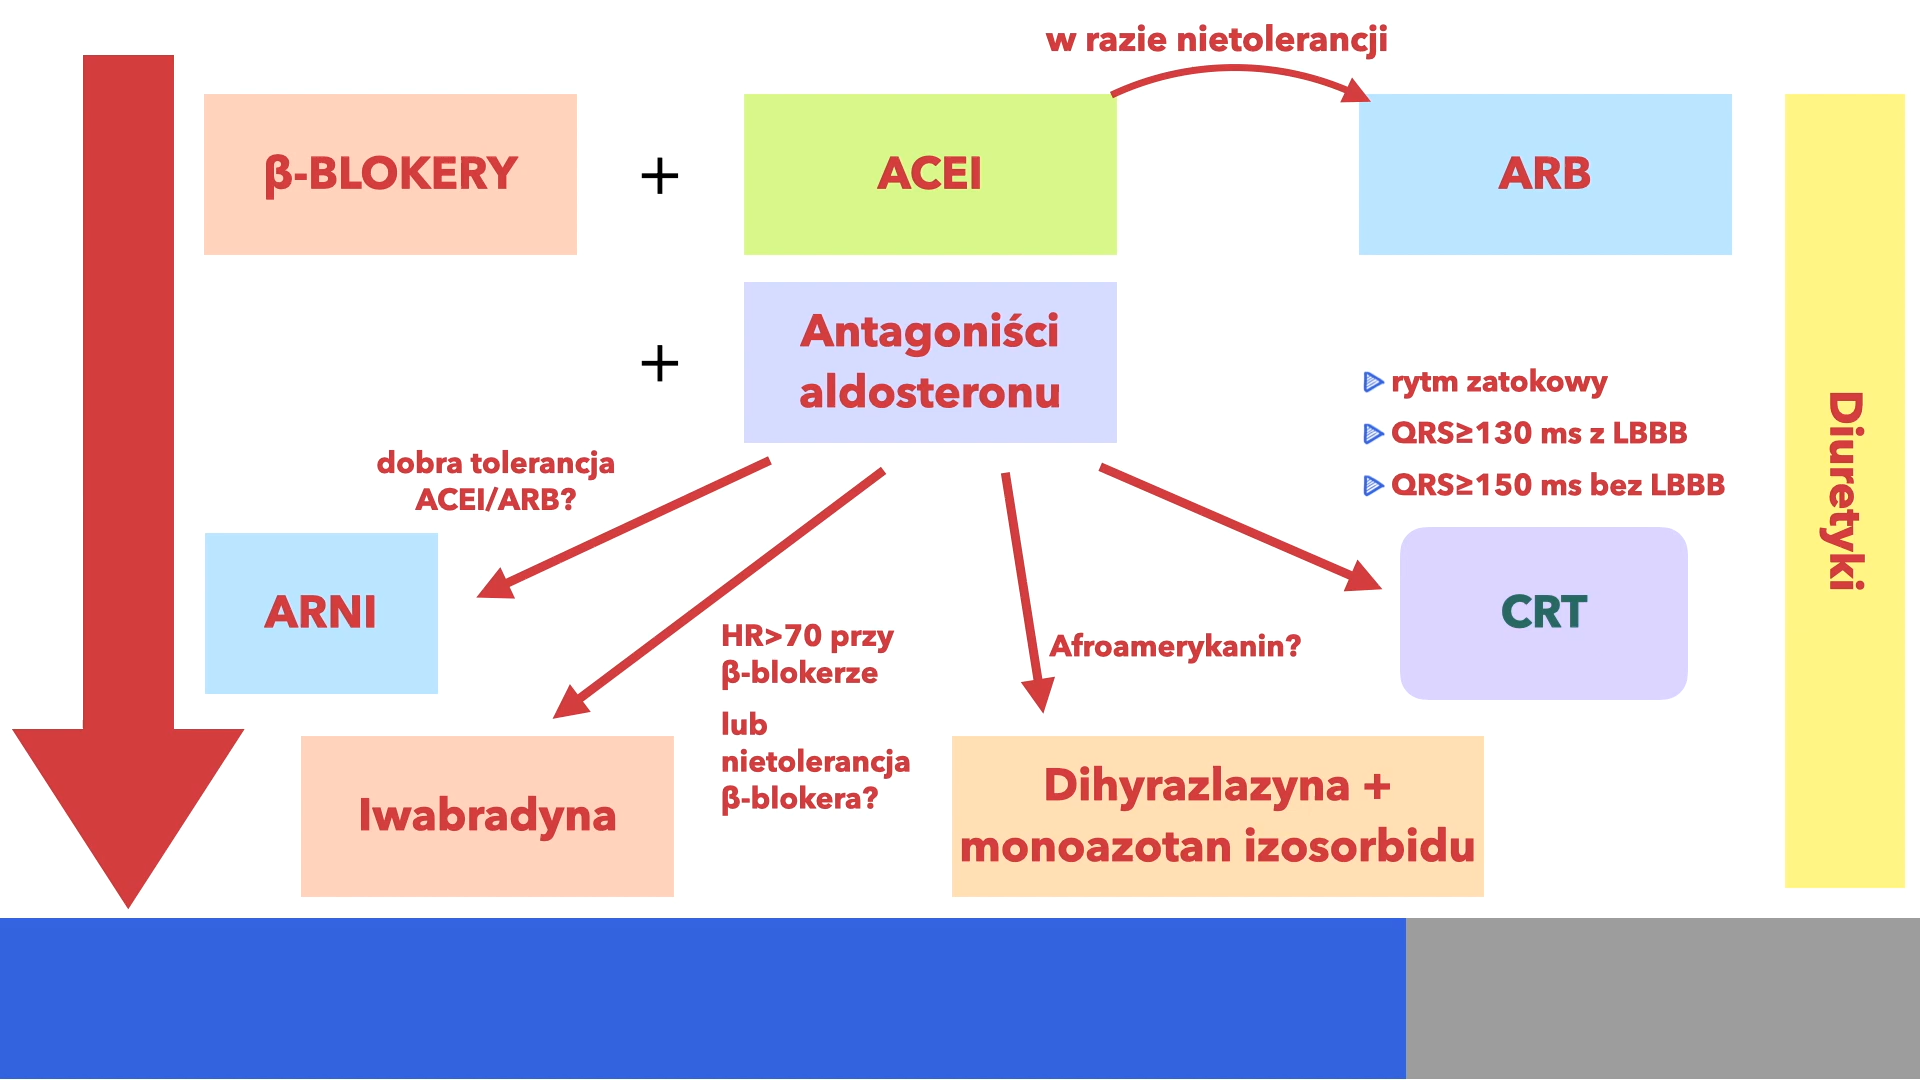 w razie nietolerancji
β-BLOKERY
+
ACEI
ARB
+
Antagoniści
aldosteronu
rytm zatokowy
QRS≥130 ms z LBBB
QRS≥150 ms bez LBBB
Diuretyki
dobra tolerancja
ACEI/ARB?
ARNI
CRT
HR>70 przy
β-blokerze
lub
nietolerancja
β-blokera?
Afroamerykanin?
Iwabradyna
Dihyrazlazyna +
monoazotan izosorbidu